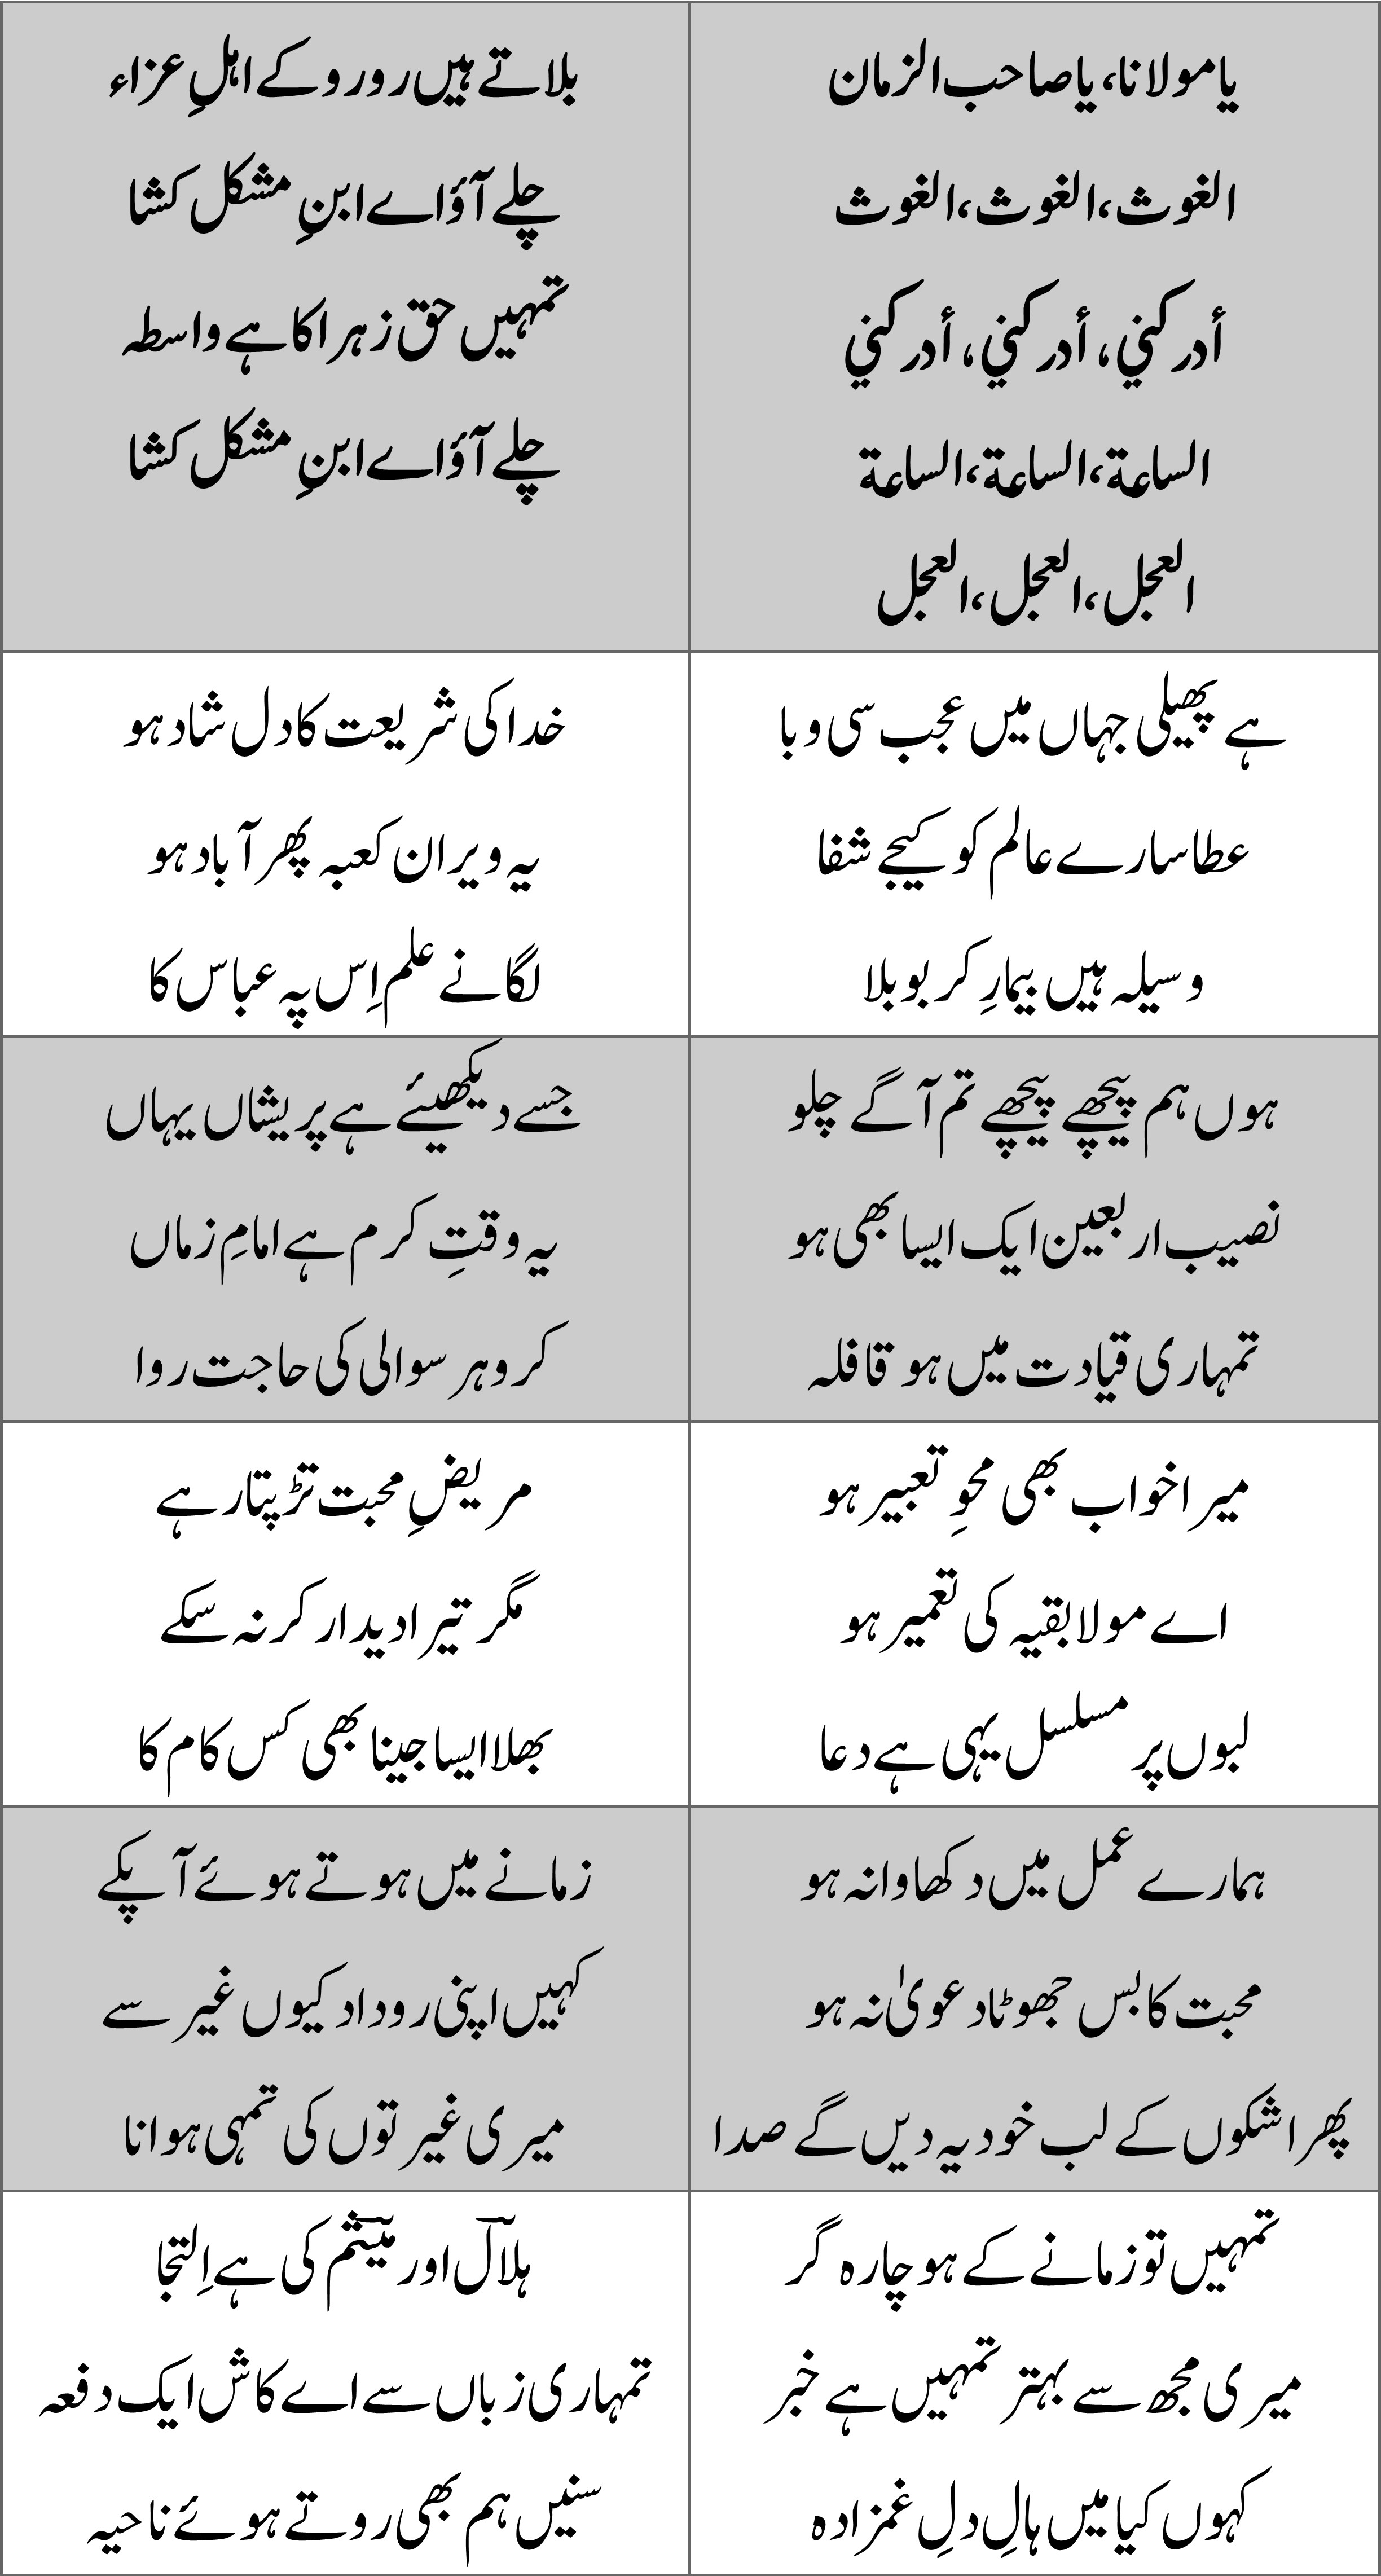 یا مولانا، یا صاحب الزمان
الغوث، الغوث، الغوث
أدركني، أدركني، أدركني
الساعة، الساعة، الساعة
العجل، العجل، العجل
بلاتے ہیں رو رو کے اہلِ عزاء
چلے آؤ اے ابنِ مشکل کشا
تمہیں حق زہرا کا ہے واسطہ
چلے آؤ اے ابنِ مشکل کشا
ہے پھیلی جہاں میں عجب سی وبا
عطا سارے عالم کو کیجے شفا
وسیلہ ہیں بیمارِ کربوبلا
خدا کی شریعت کا دل شاد ہو
یہ ویران کعبہ پھر آباد ہو
لگانے علم اِس پہ عباس کا
ہوں ہم پیچھے پیچھے تم آگے چلو
نصیب اربعین ایک ایسا بھی ہو
تمہاری قیادت میں ہو قافلہ
جسے دیکھیئے ہے پریشاں یہاں
یہ وقتِ کرم ہے امامِ زماں
کرو ہر سوالی کی حاجت روا
میرا خواب بھی محوِ تعبیر ہو
اے مولا بقیہ کی تعمیر ہو
لبوں پر مسلسل یہی ہے دعا
مریضِ محبت تڑپتا رہے
مگر تیرا دیدار کر نہ سکے
بھلا ایسا جینا بھی کس کام کا
ہمارے عمل میں دکھاوا نہ ہو
محبت کا بس جھوٹا دعویٰ نہ ہو
پھر اشکوں کے لب خود یہ دیں گے صدا
زمانے میں ہوتے ہوئے آپکے
کہیں اپنی روداد کیوں غیر سے
میری غیرتوں کی تمہی ہو انا
تمہیں تو زمانے کے ہو چارہ گر
میری مجھ سے بہتر تمہیں ہے خبر
کہوں کیا میں ہالِ دلِ غمزادہ
ہلالؔ اور میثمؔ کی ہے اِلتجا
تمہاری زباں سے اے کاش ایک دفعہ
سنیں ہم بھی روتے ہوئے ناحیہ